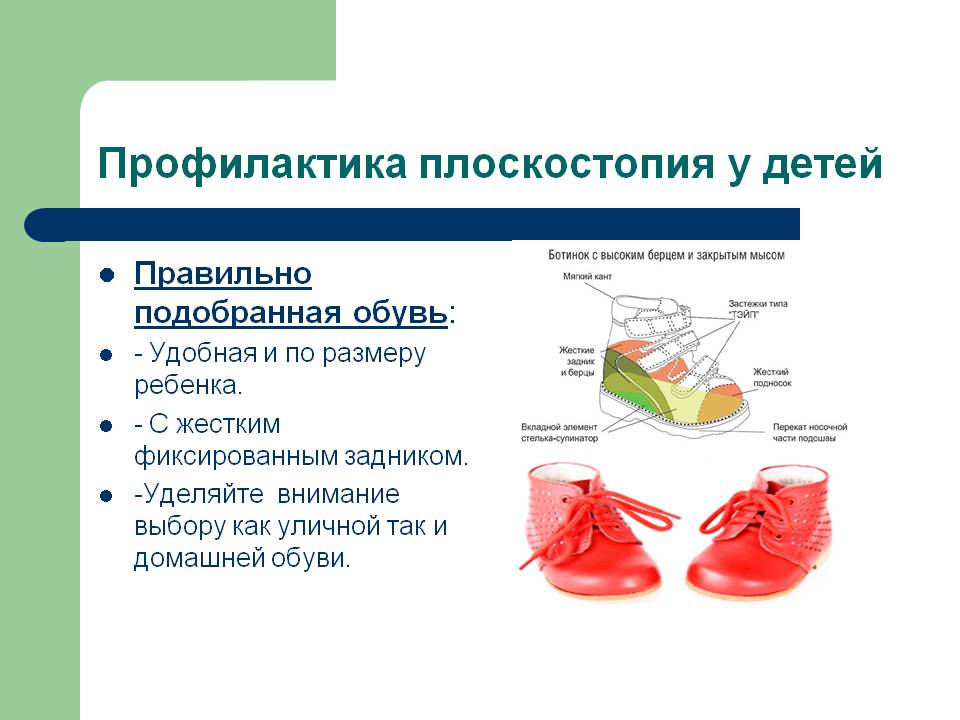 Профилактика плоскостопия у детей
Правильно
подобранная обувь:
- Удобная и по размеру
ребенка.
- С жестким
фиксированным задником.
-Уделяйте внимание
выбору как уличной так и
домашней обуви.
Ботинок с высоким берцем и закрытым мысом
Мягкий кант
Застежки типа
"ТЭЙП"
Жесткие
задник
и берцы
Жесткий
подносок
Вкладной элемент
стелька-супинатор
Перекат носочной
части подошвы